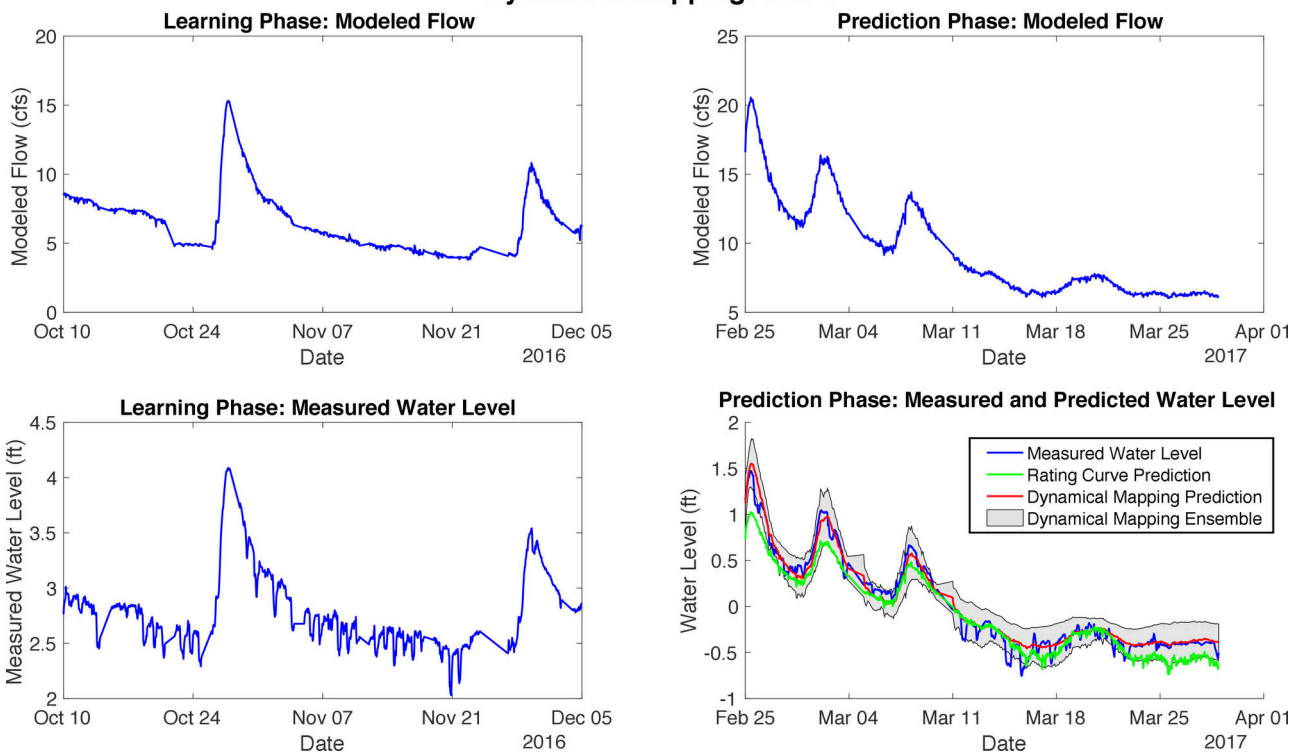 Learning Phase: Modeled Flow
Modeled Flow (cfs)
20
15
10
5
0
Oct 10 Oct 24 Nov 07 Nov 21 Dec 05
Date
2016
Prediction Phase: Modeled Flow
Modeled Flow (cfs)
25
20
15
10
5
Feb 25 Mar 04 Mar 11 Mar 18 Mar 25 Apr 01
Date
2017
Learning Phase: Measured Water Level
Measured Water Level (ft)
4.5
4
3.5
3
2.5
2
Oct 10 Oct 24 Nov 07 Nov 21 Dec 05
Date
2016
Prediction Phase: Measured and Predicted Water Level
Water Level (ft)
2
1.5
1
0.5
0
-0.5
-1
Measured Water Level
Rating Curve Prediction
Dynamical Mapping Prediction
Dynamical Mapping Ensemble
Feb 25 Mar 04 Mar 11 Mar 18 Mar 25 Apr 01
Date
2017